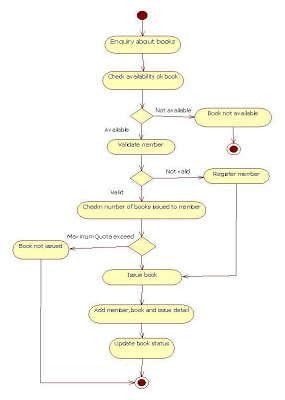 Enquiry about books
Check availability ok book
Not available
Book not available
Available
Validate member
Not valid
Register member
Valid
Checkin number of books issued to member
Maximum Quota exceed
Book not issued
Issue book
Add member,book and issue detail
Update book status